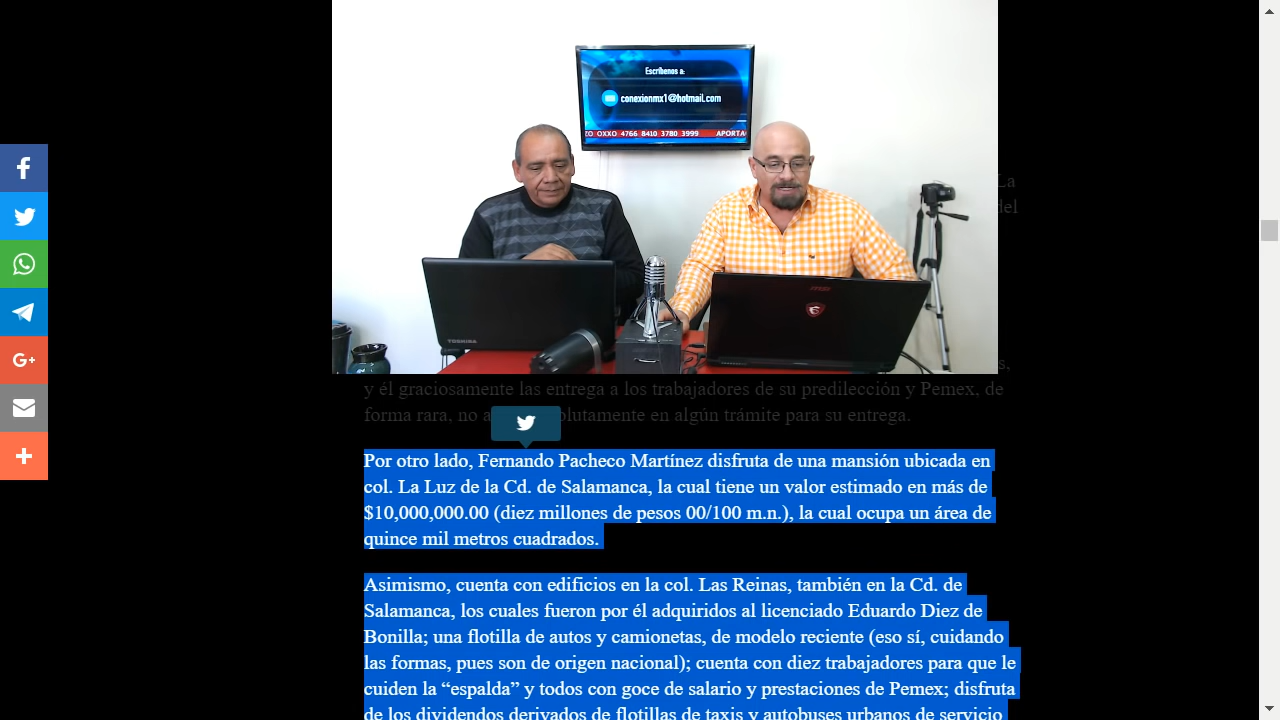 Escríbenos a:
conexionmx1@hotmail.com
ZO OXXO 4766 8410 3780 3999 APORTA
La
del
TOSHINA
msi
s,
y él graciosamente las entrega a los trabajadores de su predilección y Pemex, de
forma rara, no a olutamente en algún trámite para su entrega.
Por otro lado, Fernando Pacheco Martínez disfruta de una mansión ubicada en
col. La Luz de la Cd. de Salamanca, la cual tiene un valor estimado en más de
$10,000,000.00 (diez millones de pesos 00/100 m.n.), la cual ocupa un área de
quince mil metros cuadrados.
Asimismo, cuenta con edificios en la col. Las Reinas, también en la Cd. de
Salamanca, los cuales fueron por él adquiridos al licenciado Eduardo Diez de
Bonilla; una flotilla de autos y camionetas, de modelo reciente (eso sí, cuidando
las formas, pues son de origen nacional); cuenta con diez trabajadores para que le
cuiden la “espalda” y todos con goce de salario y prestaciones de Pemex; disfruta
de los dividendos derivados de flotillas de taxis y autobuses urbanos de servicio
G+